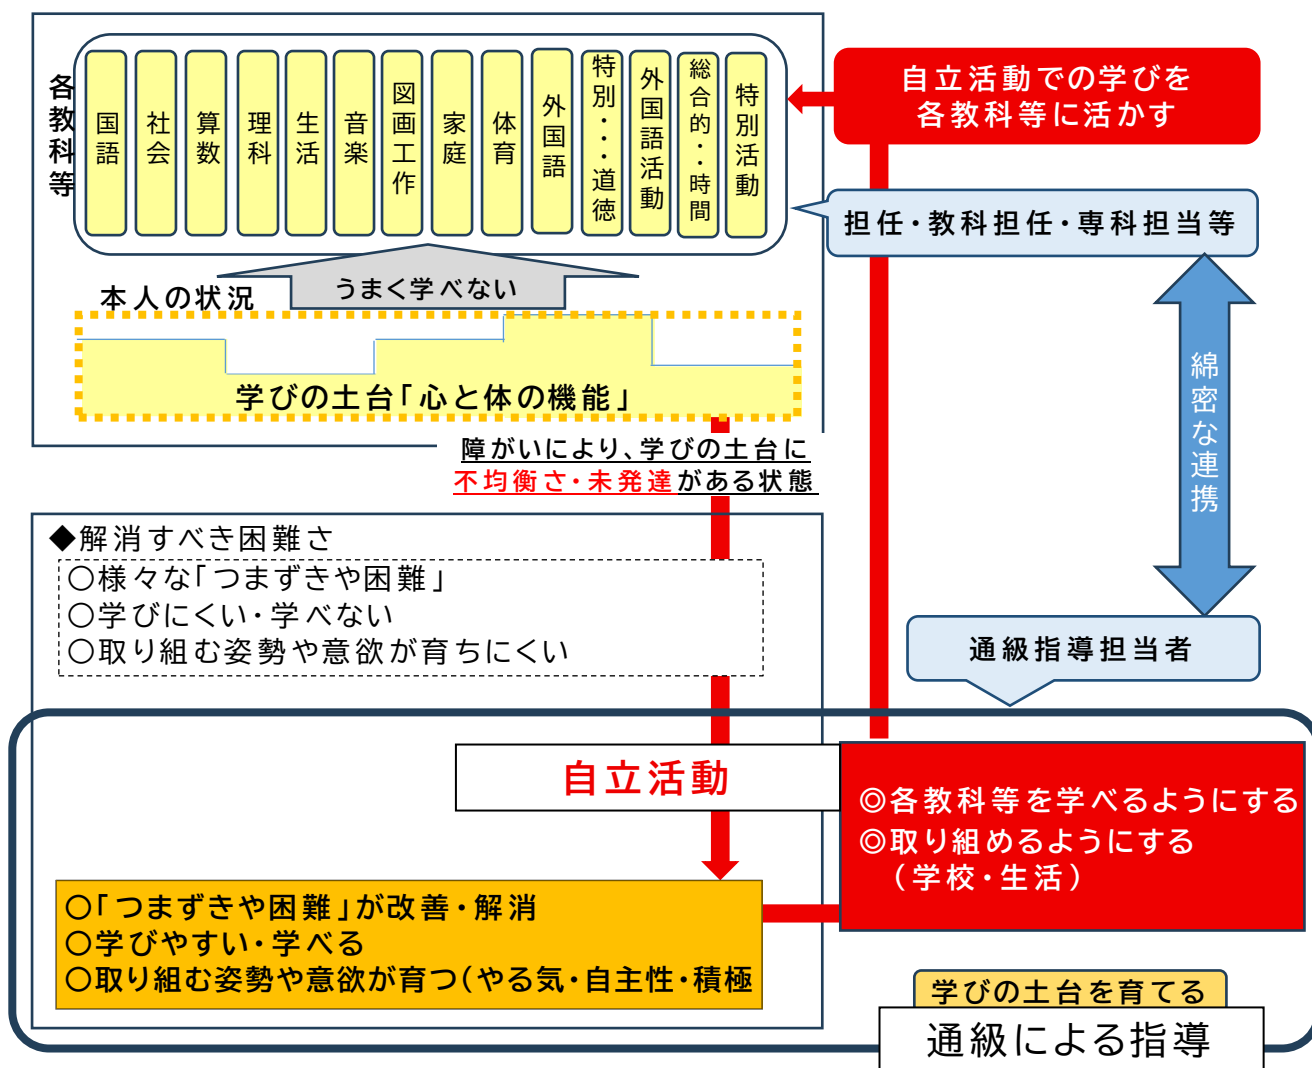 各教科等
国語
社会
算数
理科
生活
音楽
図画工作
家庭
体育
外国語
特別・・・道徳
外国語活動
総合的・・時間
特別活動
自立活動での学びを
各教科等に活かす
担任・教科担任・専科担当等
うまく学べない
本人の状況
学びの土台「心と体の機能」
障がいにより、学びの土台に
不均衡さ・未発達がある状態
綿密な連携
◆解消すべき困難さ
○様々な「つまずきや困難」
○学びにくい・学べない
○取り組む姿勢や意欲が育ちにくい
通級指導担当者
自立活動
◎各教科等を学べるようにする
◎取り組めるようにする
（学校・生活）
○「つまずきや困難」が改善・解消
○学びやすい・学べる
○取り組む姿勢や意欲が育つ（やる気・自主性・積極
学びの土台を育てる
通級による指導